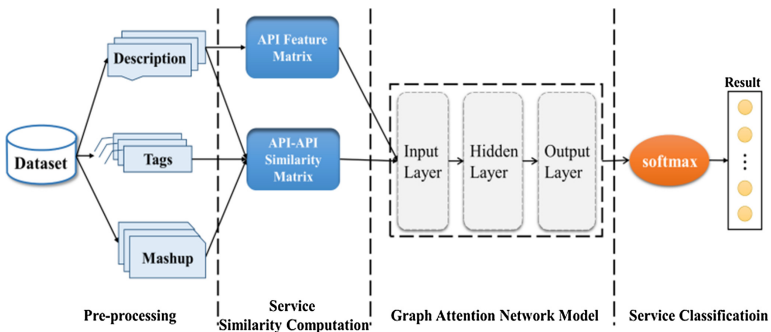 Dataset
Description
Tags
Mashup
Pre-processing
API Feature
Matrix
API-API
Similarity
Matrix
Service
Similarity Computation
Input
Layer
Hidden
Layer
Output
Layer
Graph Attention Network Model
softmax
Result
Service Classificatioin